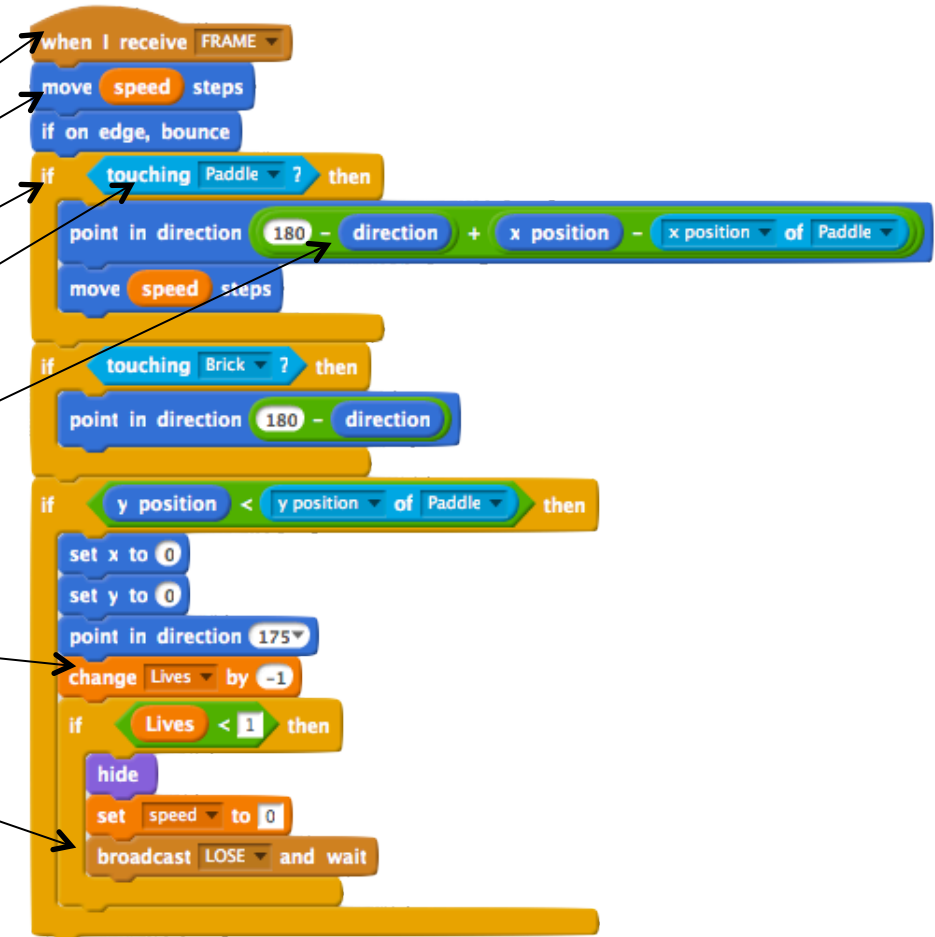 when I receive FRAME
move speed steps
if on edge, bounce
if touching Paddle ? then
point in direction 180 - direction + x position - x position of Paddle
move speed steps
if touching Brick ? then
point in direction 180 - direction
if y position < y position of Paddle then
set x to 0
set y to 0
point in direction 175
change Lives by -1
if Lives < 1 then
hide
set speed to 0
broadcast LOSE and wait